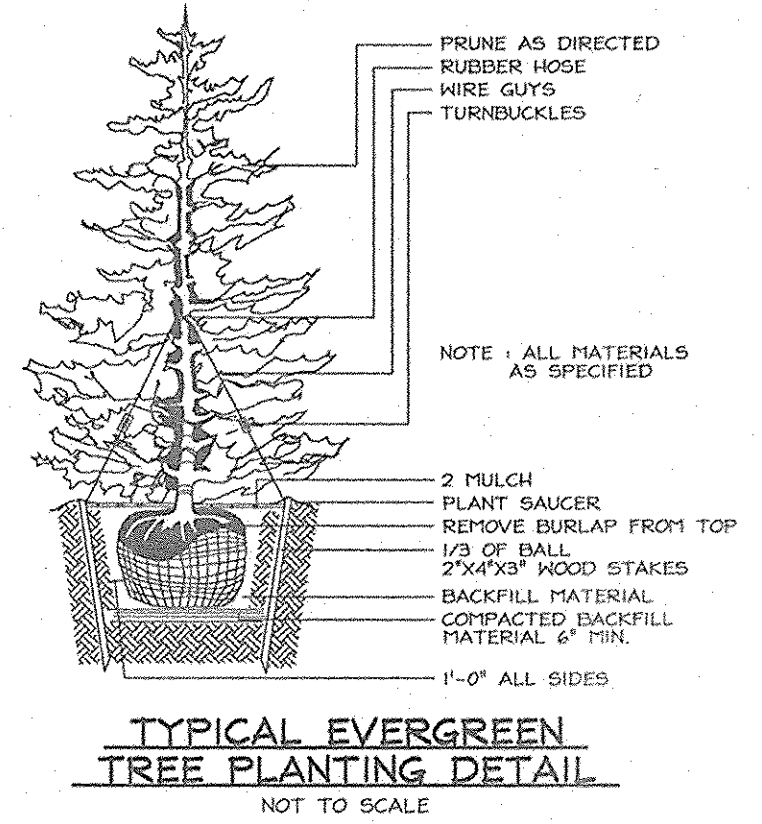 PRUNE AS DIRECTED
RUBBER HOSE
WIRE GUYS
TURNBUCKLES
NOTE : ALL MATERIALS
AS SPECIFIED
2 MULCH
PLANT SAUCER
REMOVE BURLAP FROM TOP
1/3 OF BALL
2"X4"X3" WOOD STAKES
BACKFILL MATERIAL
COMPACTED BACKFILL
MATERIAL 6" MIN.
1'-0" ALL SIDES
TYPICAL EVERGREEN
TREE PLANTING DETAIL
NOT TO SCALE